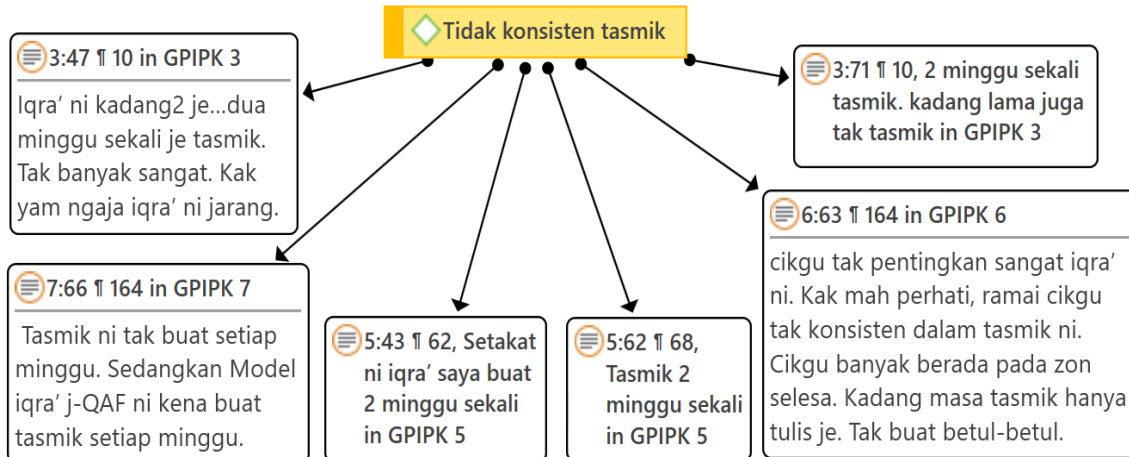 Tidak konsisten tasmik
3:47 ¶ 10 in GPIPK 3
Iqra’ ni kadang2 je...dua
minggu sekali je tasmik.
Tak banyak sangat. Kak
yam ngaja iqra’ ni jarang.
3:71 ¶ 10, 2 minggu sekali
tasmik. kadang lama juga
tak tasmik in GPIPK 3
7:66 ¶ 164 in GPIPK 7
Tasmik ni tak buat setiap
minggu. Sedangkan Model
iqra’ j-QAF ni kena buat
tasmik setiap minggu.
5:43 ¶ 62, Setakat
ni iqra’ saya buat
2 minggu sekali
in GPIPK 5
5:62 ¶ 68,
Tasmik 2
minggu sekali
in GPIPK 5
6:63 ¶ 164 in GPIPK 6
cikgu tak pentingkan sangat iqra’
ni. Kak mah perhati, ramai cikgu
tak konsisten dalam tasmik ni.
Cikgu banyak berada pada zon
selesa. Kadang masa tasmik hanya
tulis je. Tak buat betul-betul.